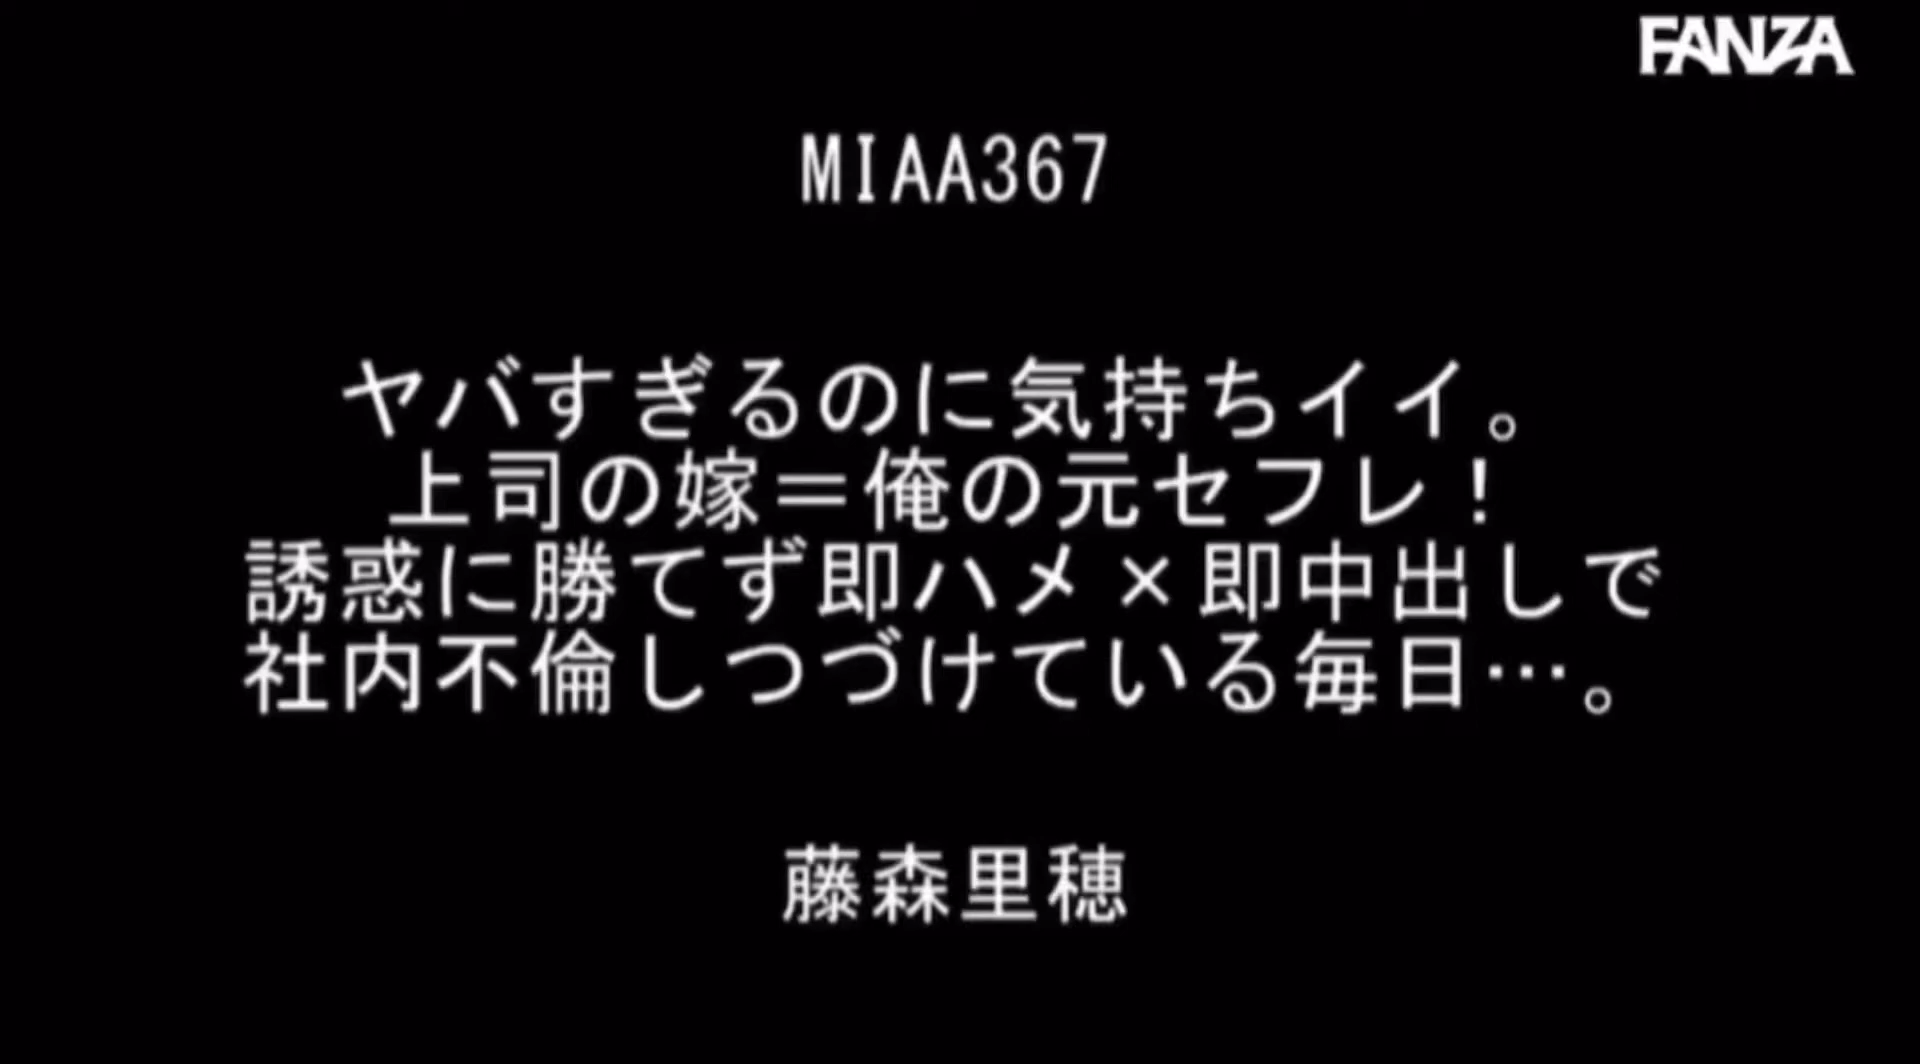 FANZA
MIAA367
ヤバすぎるのに気持ちイイ。
上司の嫁＝俺の元セフレ！
誘惑に勝てず即ハメ×即中出しで
社内不倫しつづけている毎日…。
藤森里穂